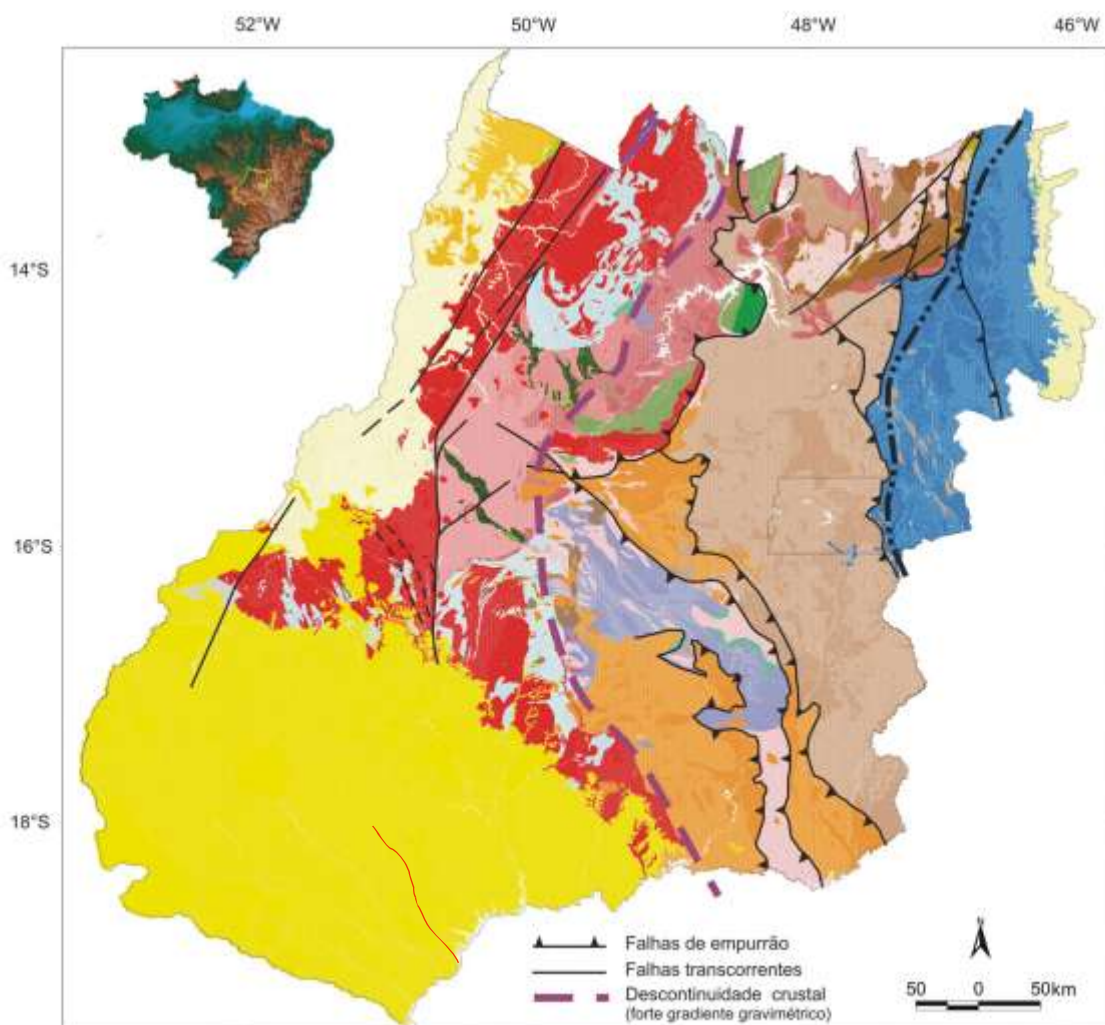 52°W 50°W 48°W 46°W
14°S
16°S
18°S
N
Falhas de empurrão
Falhas transcorrentes
Descontinuidade crustal
(forte gradiente gravimétrico)
50 0 50km